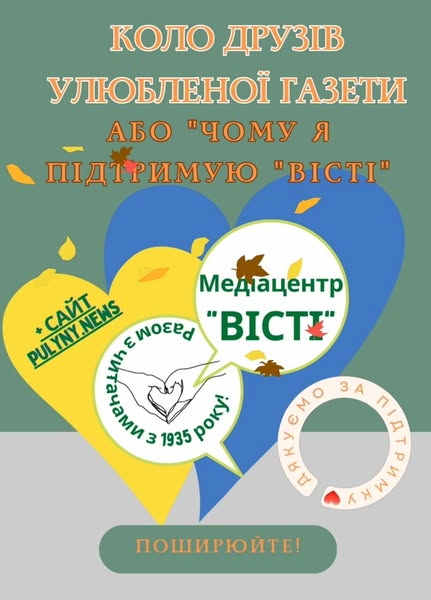 КОЛО ДРУЗІВ
УЛЮБЛЕНОЇ ГАЗЕТИ
АБО "ЧОМУ Я
ПІДТРИМУЮ "ВІСТІ"
Медіацентр
"ВІСТІ"
+ САЙТ
PULYNY.NEWS
Разом з читачами з 1935 року!
ДЯКУЄМО ЗА ПІДТРИМКУ
ПОШИРЮЙТЕ!